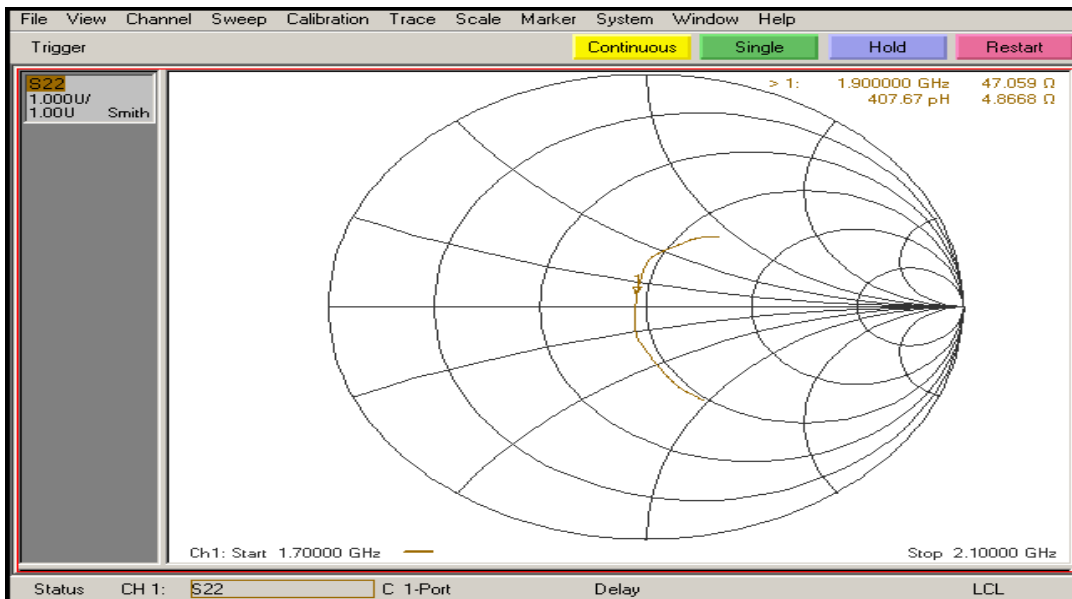 File View Channel Sweep Calibration Trace Scale Marker System Window Help
Trigger Continuous Single Hold Restart
S22
1.000U/
1.00U Smith
> 1: 1.900000 GHz 47.059 Ω
407.67 pH 4.8668 Ω
1
Ch1: Start 1.70000 GHz Stop 2.10000 GHz
Status CH 1: S22 C 1-Port Delay LCL